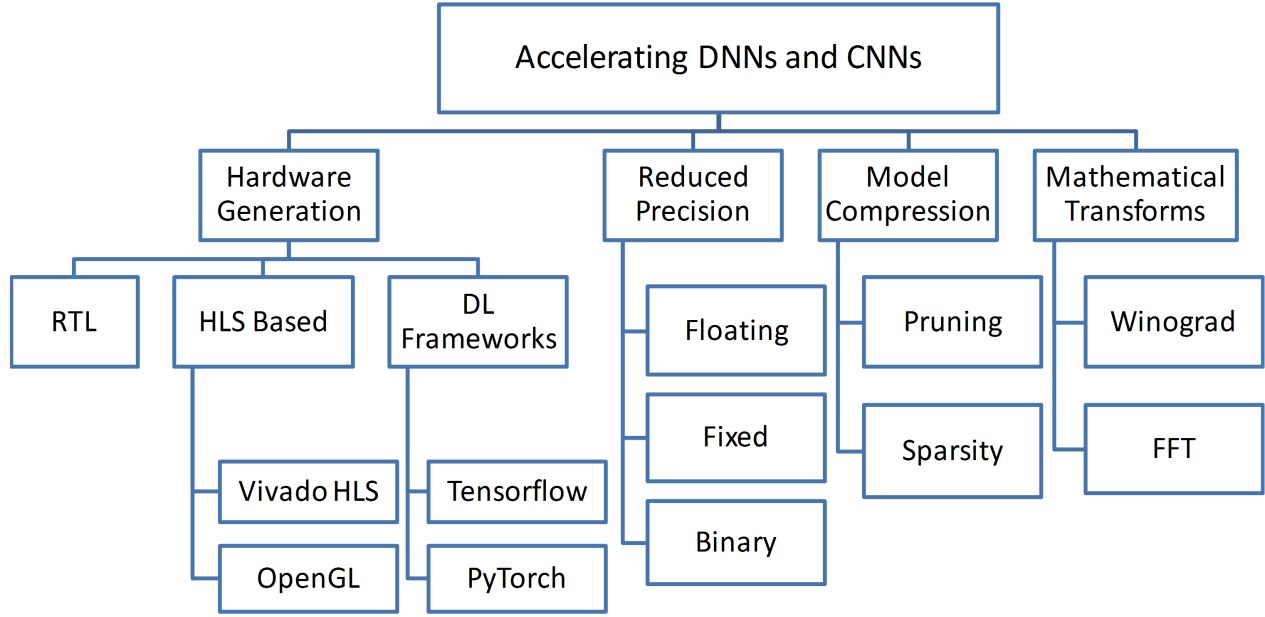 Accelerating DNNs and CNNs
Hardware
Generation
Reduced
Precision
Model
Compression
Mathematical
Transforms
RTL
HLS Based
DL
Frameworks
Vivado HLS
OpenGL
Tensorflow
PyTorch
Floating
Fixed
Binary
Pruning
Sparsity
Winograd
FFT